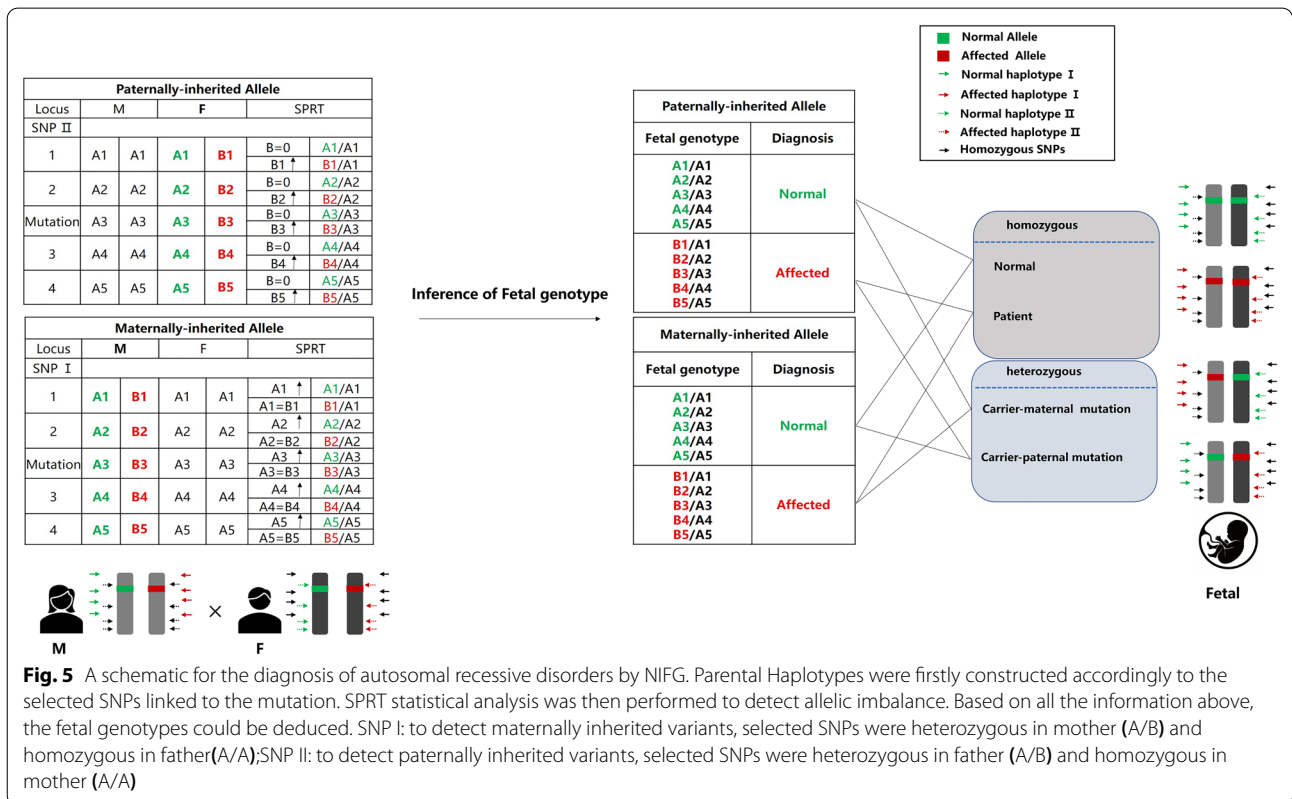 Paternally-inherited Allele
Locus M F SPRT
SNP II
1 A1 A1 A1 B1 B=0 A1/A1
B1 ↑ B1/A1
2 A2 A2 A2 B2 B=0 A2/A2
B2 ↑ B2/A2
Mutation A3 A3 A3 B3 B=0 A3/A3
B3 ↑ B3/A3
3 A4 A4 A4 B4 B=0 A4/A4
B4 ↑ B4/A4
4 A5 A5 A5 B5 B=0 A5/A5
B5 ↑ B5/A5
Maternally-inherited Allele
Locus M F SPRT
SNP I
1 A1 B1 A1 A1 A1 ↑ A1/A1
A1=B1 B1/A1
2 A2 B2 A2 A2 A2 ↑ A2/A2
A2=B2 B2/A2
Mutation A3 B3 A3 A3 A3 ↑ A3/A3
A3=B3 B3/A3
3 A4 B4 A4 A4 A4 ↑ A4/A4
A4=B4 B4/A4
4 A5 B5 A5 A5 A5 ↑ A5/A5
A5=B5 B5/A5
M × F
Inference of Fetal genotype
Paternally-inherited Allele
Fetal genotype Diagnosis
A1/A1
A2/A2
A3/A3 Normal
A4/A4
A5/A5
B1/A1
B2/A2
B3/A3 Affected
B4/A4
B5/A5
Maternally-inherited Allele
Fetal genotype Diagnosis
A1/A1
A2/A2
A3/A3 Normal
A4/A4
A5/A5
B1/A1
B2/A2
B3/A3 Affected
B4/A4
B5/A5
Normal Allele
Affected Allele
Normal haplotype I
Affected haplotype I
Normal haplotype II
Affected haplotype II
Homozygous SNPs
homozygous
Normal
Patient
heterozygous
Carrier-maternal mutation
Carrier-paternal mutation
Fetal
Fig. 5 A schematic for the diagnosis of autosomal recessive disorders by NIFG. Parental Haplotypes were firstly constructed accordingly to the
selected SNPs linked to the mutation. SPRT statistical analysis was then performed to detect allelic imbalance. Based on all the information above,
the fetal genotypes could be deduced. SNP I: to detect maternally inherited variants, selected SNPs were heterozygous in mother (A/B) and
homozygous in father(A/A);SNP II: to detect paternally inherited variants, selected SNPs were heterozygous in father (A/B) and homozygous in
mother (A/A)